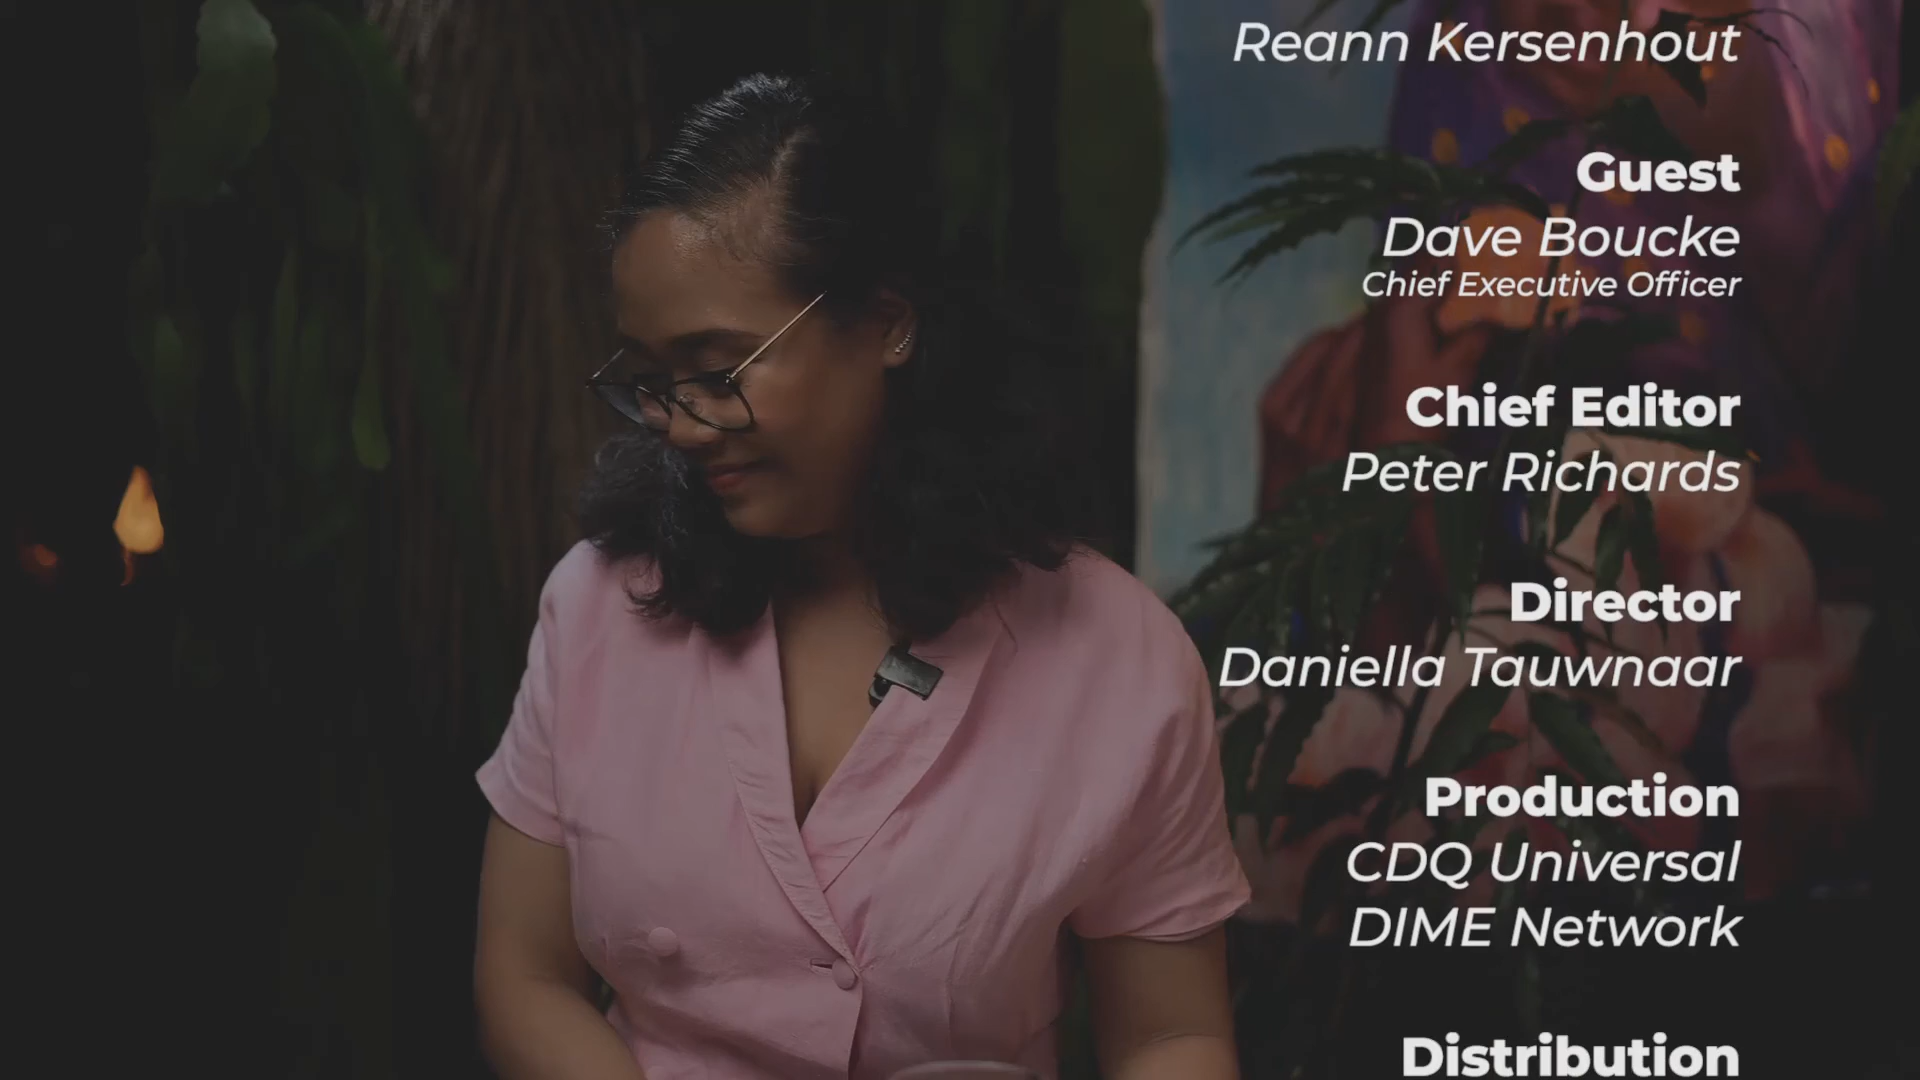 Reann Kersenhout
Guest
Dave Boucke
Chief Executive Officer
Chief Editor
Peter Richards
Director
Daniella Tauwnaar
Production
CDQ Universal
DIME Network
Distribution